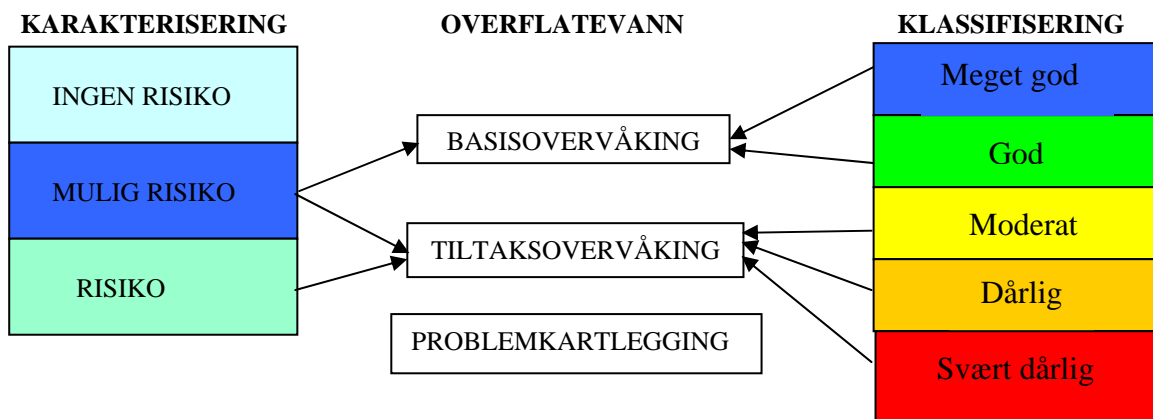 KARAKTERISERING
INGEN RISIKO
MULIG RISIKO
RISIKO
OVERFLATEVANN
BASISOVERVÅKING
TILTAKSOVERVÅKING
PROBLEMKARTLEGGING
KLASSIFISERING
Meget god
God
Moderat
Dårlig
Svært dårlig